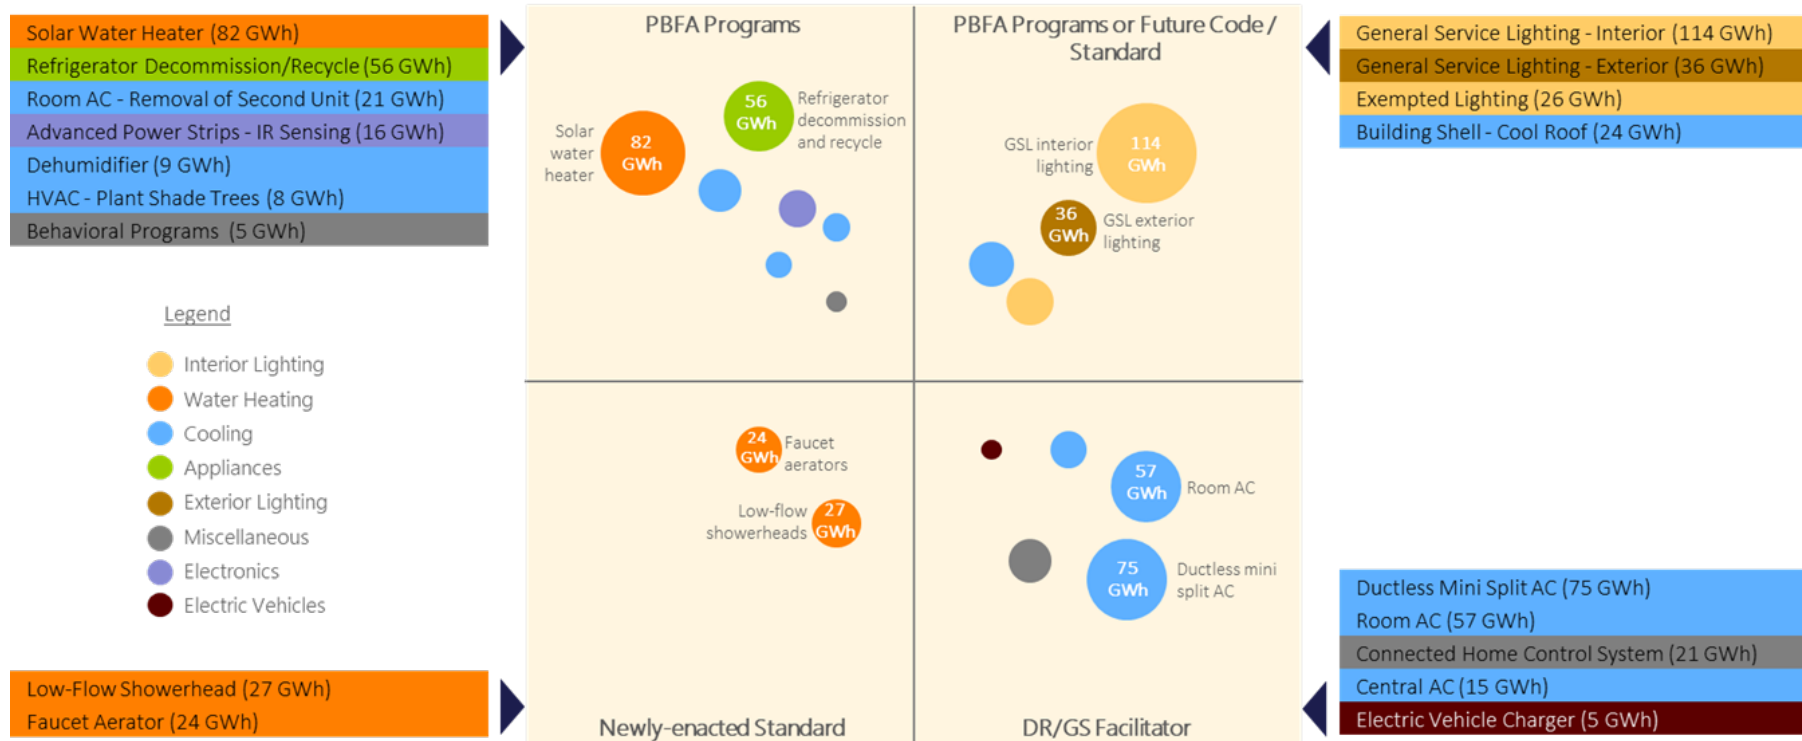 Solar Water Heater (82 GWh)
Refrigerator Decommission/Recycle (56 GWh)
Room AC - Removal of Second Unit (21 GWh)
Advanced Power Strips - IR Sensing (16 GWh)
Dehumidifier (9 GWh)
HVAC - Plant Shade Trees (8 GWh)
Behavioral Programs (5 GWh)
Legend
Interior Lighting
Water Heating
Cooling
Appliances
Exterior Lighting
Miscellaneous
Electronics
Electric Vehicles
Low-Flow Showerhead (27 GWh)
Faucet Aerator (24 GWh)
PBFA Programs
Solar
water
heater
82
GWh
56
GWh
Refrigerator
decommission
and recycle
PBFA Programs or Future Code /
Standard
GSL interior
lighting
114
GWh
36
GWh
GSL exterior
lighting
24
GWh
Faucet
aerators
Low-flow
showerheads
27
GWh
Newly-enacted Standard
57
GWh
Room AC
75
GWh
Ductless mini
split AC
DR/GS Facilitator
General Service Lighting - Interior (114 GWh)
General Service Lighting - Exterior (36 GWh)
Exempted Lighting (26 GWh)
Building Shell - Cool Roof (24 GWh)
Ductless Mini Split AC (75 GWh)
Room AC (57 GWh)
Connected Home Control System (21 GWh)
Central AC (15 GWh)
Electric Vehicle Charger (5 GWh)